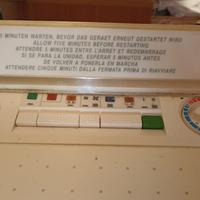 5 MINUTEN WARTEN, BEVOR DAS GERAET ERNEUT GESTARTET WIRD
ALLOW FIVE MINUTES BEFORE RESTARTING
ATTENDRE 5 MINUTES ENTRE L'ARRET ET REDEMARRAGE
SI SE PARA LA UNIDAD, ESPERAR 5 MINUTOS ANTES
DE VOLVER A PONERLA EN MARCHA
ATTENDERE CINQUE MINUTI DALLA FERMATA PRIMA DI RIAVVIARE